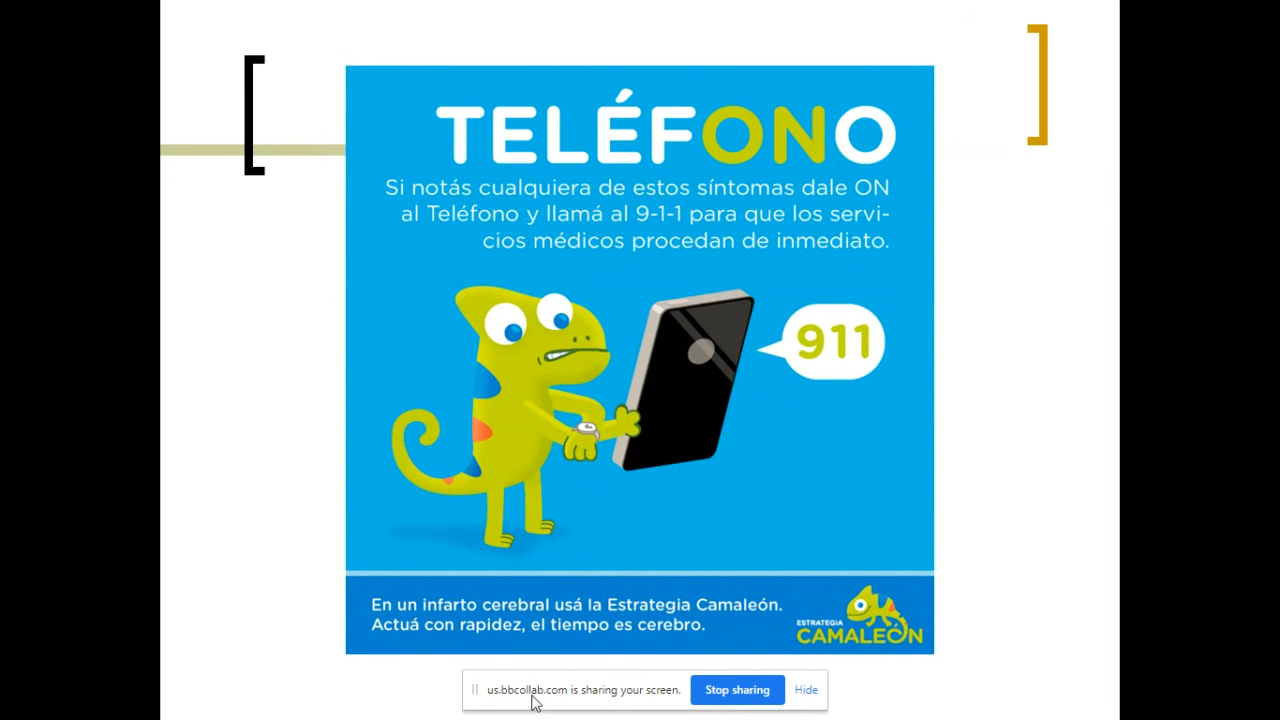 TELÉFONO
Si notás cualquiera de estos síntomas dale ON
al Teléfono y llamá al 9-1-1 para que los servi-
cios médicos procedan de inmediato.
911
En un infarto cerebral usá la Estrategia Camaleón.
Actuá con rapidez, el tiempo es cerebro.
ESTRATEGIA
CAMALEÓN
us.bbcollab.com is sharing your screen.
Stop sharing
Hide